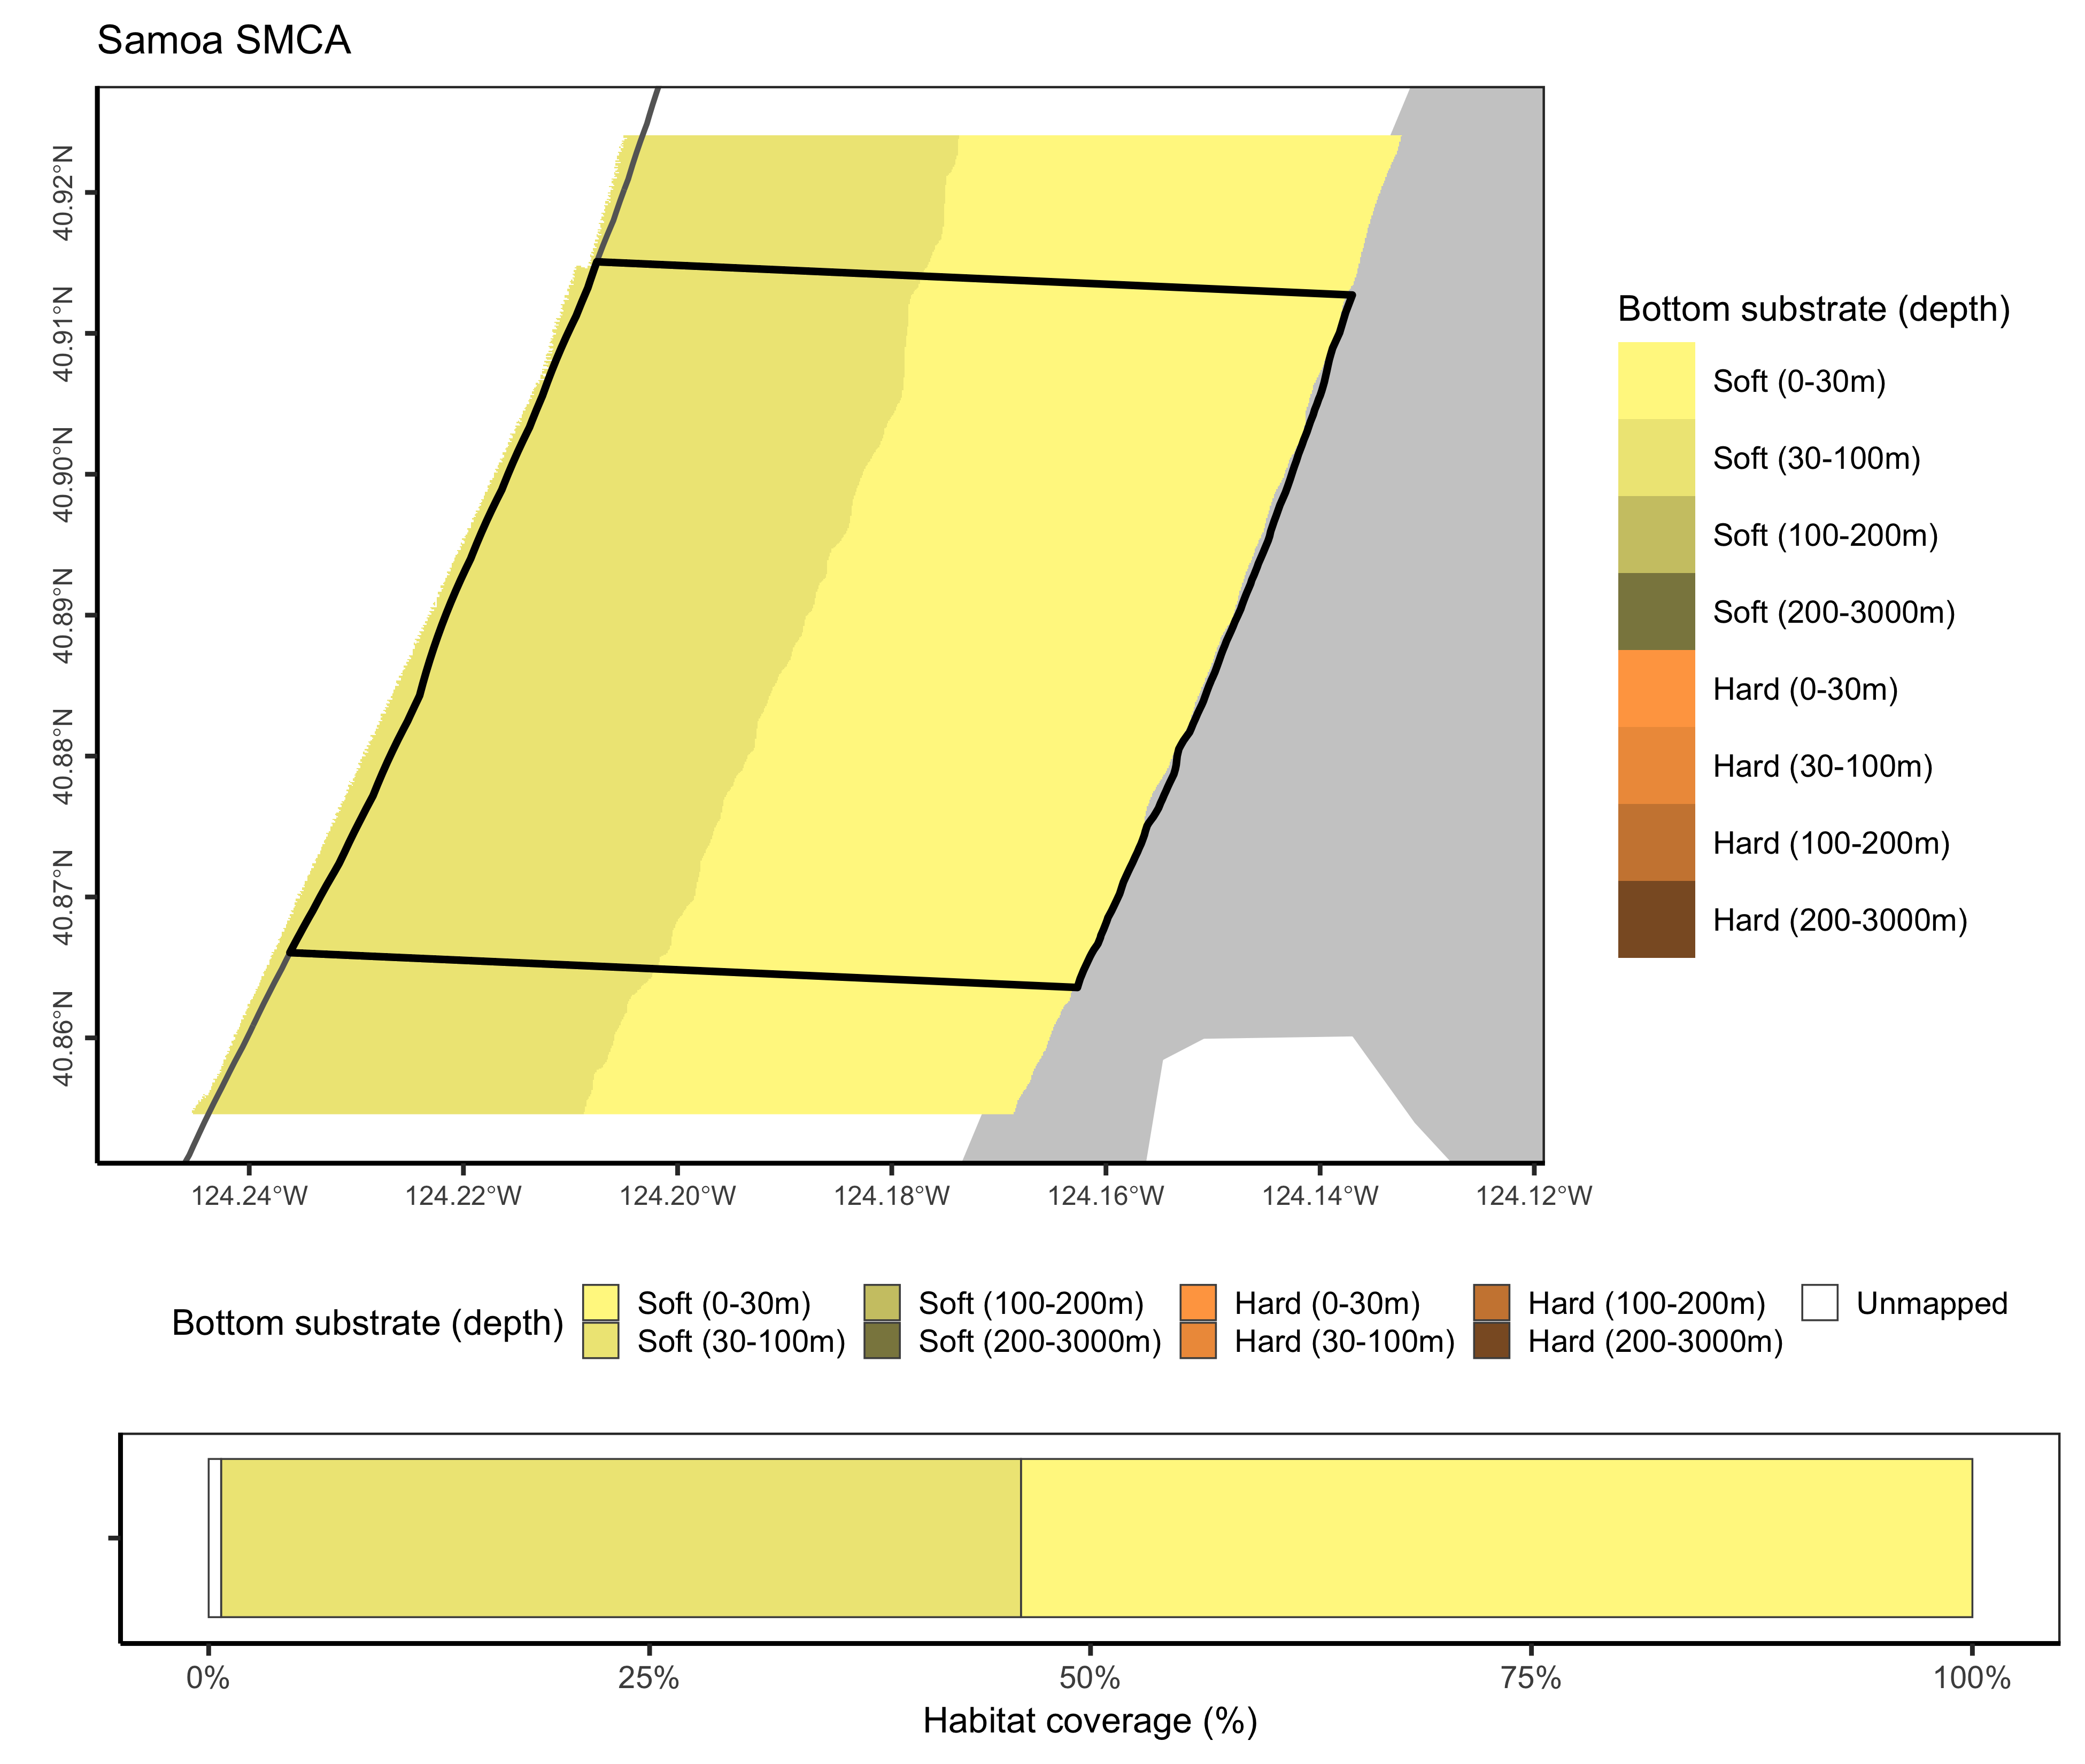 Samoa SMCA
40.92°N
40.91°N
40.90°N
40.89°N
40.88°N
40.87°N
40.86°N
124.24°W 124.22°W 124.20°W 124.18°W 124.16°W 124.14°W 124.12°W
Bottom substrate (depth)
Soft (0-30m)
Soft (30-100m)
Soft (100-200m)
Soft (200-3000m)
Hard (0-30m)
Hard (30-100m)
Hard (100-200m)
Hard (200-3000m)
Bottom substrate (depth)
Soft (0-30m) Soft (100-200m) Hard (0-30m) Hard (100-200m) Unmapped
Soft (30-100m) Soft (200-3000m) Hard (30-100m) Hard (200-3000m)
0% 25% 50% 75% 100%
Habitat coverage (%)